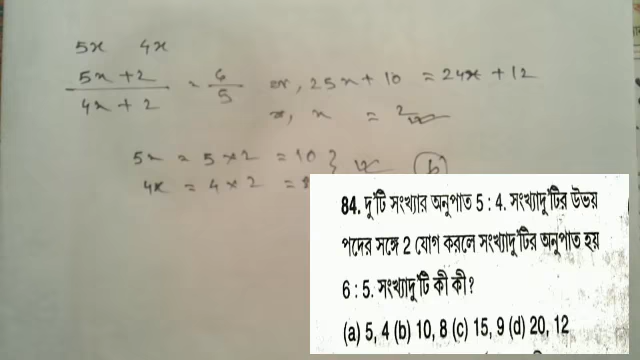 5x 4x
5x+2 / 4x+2 = 6/5 or, 25x+10 = 24x+12
or, x = 2
5x = 5×2 = 10 }
4x = 4×2 = 8 (b)
84. দু'টি সংখ্যার অনুপাত 5 : 4. সংখ্যাদু'টির উভয়
পদের সঙ্গে 2 যোগ করলে সংখ্যাদু'টির অনুপাত হয়
6 : 5. সংখ্যাদু'টি কী কী?
(a) 5, 4 (b) 10, 8 (c) 15, 9 (d) 20, 12